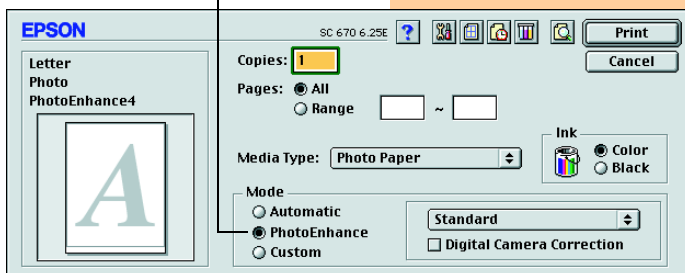 EPSON
SC 670 6.25E
?
Print
Cancel
Letter
Photo
PhotoEnhance4
A
Copies: 1
Pages: All
Range ~
Media Type: Photo Paper
Ink
Color
Black
Mode
Automatic
PhotoEnhance
Custom
Standard
Digital Camera Correction